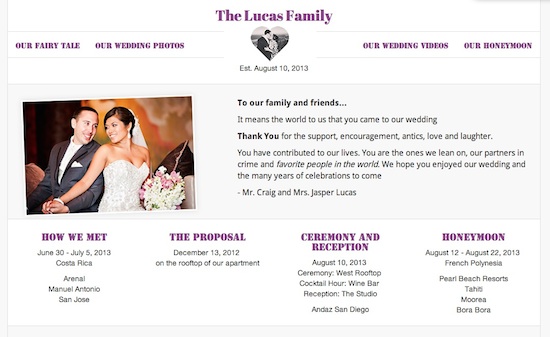 The Lucas Family
OUR FAIRY TALE OUR WEDDING PHOTOS OUR WEDDING VIDEOS OUR HONEYMOON
Est. August 10, 2013
To our family and friends...
It means the world to us that you came to our wedding
Thank You for the support, encouragement, antics, love and laughter.
You have contributed to our lives. You are the ones we lean on, our partners in
crime and favorite people in the world. We hope you enjoyed our wedding and
the many years of celebrations to come
- Mr. Craig and Mrs. Jasper Lucas
HOW WE MET
June 30 - July 5, 2013
Costa Rica
Arenal
Manuel Antonio
San Jose
THE PROPOSAL
December 13, 2012
on the rooftop of our apartment
CEREMONY AND
RECEPTION
August 10, 2013
Ceremony: West Rooftop
Cocktail Hour: Wine Bar
Reception: The Studio
Andaz San Diego
HONEYMOON
August 12 - August 22, 2013
French Polynesia
Pearl Beach Resorts
Tahiti
Moorea
Bora Bora